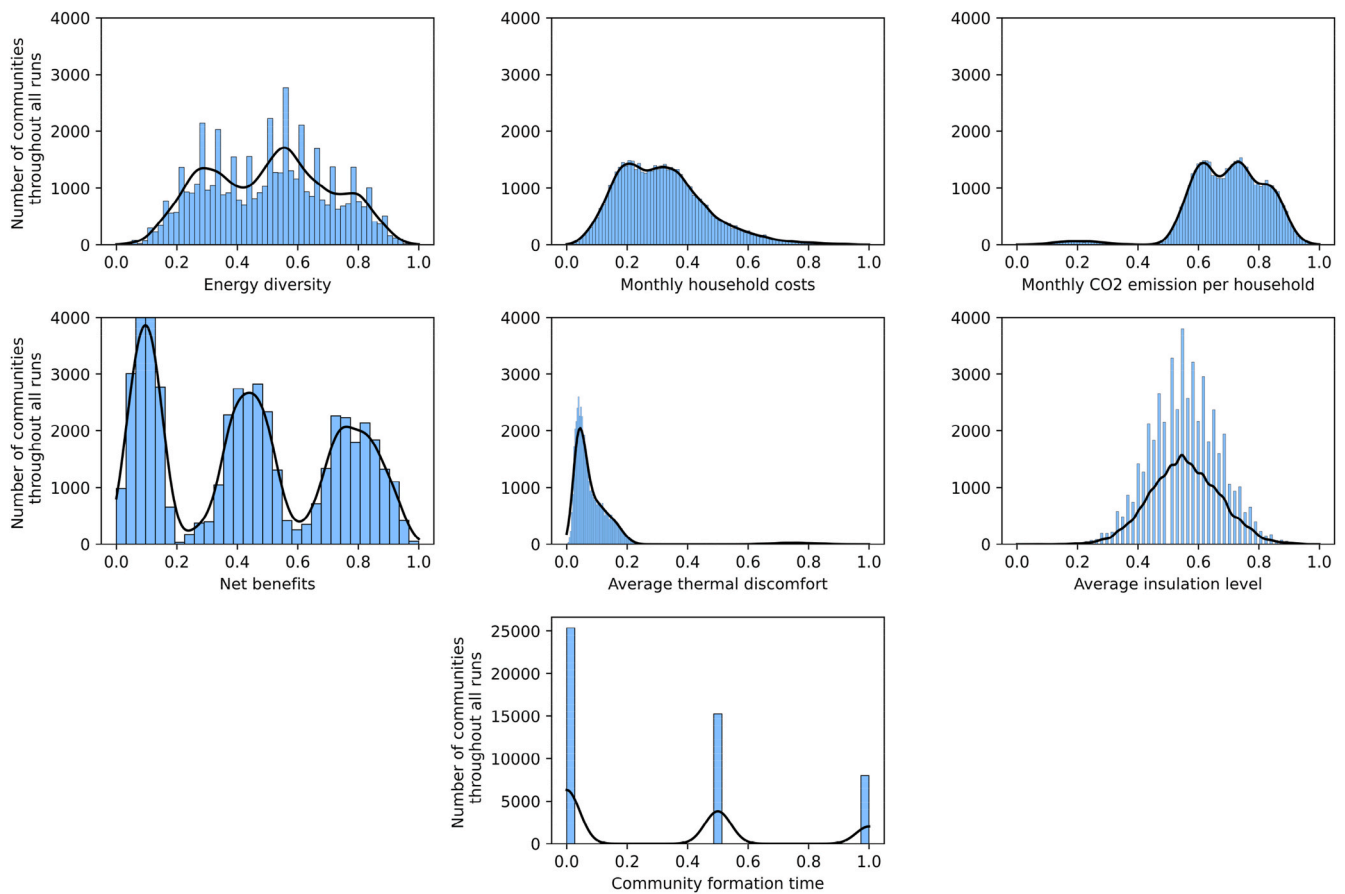 Number of communities
throughout all runs
4000
3000
2000
1000
0
0.0 0.2 0.4 0.6 0.8 1.0
Energy diversity
4000
3000
2000
1000
0
0.0 0.2 0.4 0.6 0.8 1.0
Monthly household costs
4000
3000
2000
1000
0
0.0 0.2 0.4 0.6 0.8 1.0
Monthly CO2 emission per household
Number of communities
throughout all runs
4000
3000
2000
1000
0
0.0 0.2 0.4 0.6 0.8 1.0
Net benefits
4000
3000
2000
1000
0
0.0 0.2 0.4 0.6 0.8 1.0
Average thermal discomfort
4000
3000
2000
1000
0
0.0 0.2 0.4 0.6 0.8 1.0
Average insulation level
Number of communities
throughout all runs
25000
20000
15000
10000
5000
0
0.0 0.2 0.4 0.6 0.8 1.0
Community formation time